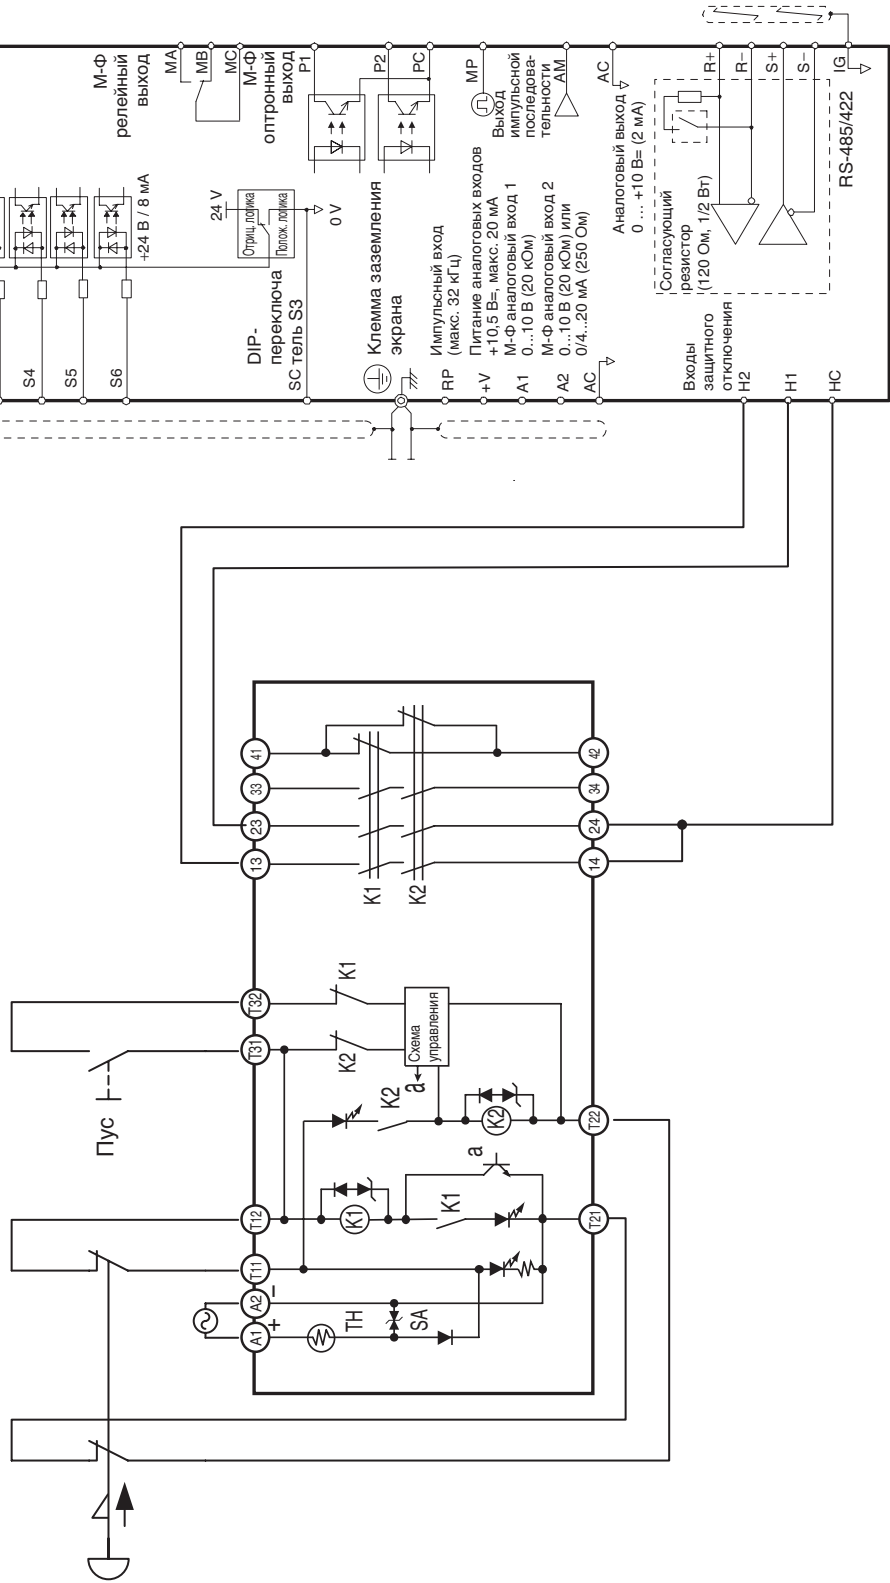 М-Ф
релейный
выход
MA
MB
MC
М-Ф
оптронный
выход
P1
P2
PC
MP
Выход
импульсной
последова-
тельности
AM
AC
Аналоговый выход
0 … +10 В= (2 мА)
R+
R−
S+
S−
IG
RS-485/422
Согласующий
резистор
(120 Ом, 1/2 Вт)
+24 В / 8 мА
24 V
Отриц. логика
Полож. логика
0 V
S4
S5
S6
DIP-
переключа
тель S3
SC
Клемма заземления
экрана
Импульсный вход
(макс. 32 кГц)
RP
Питание аналоговых входов
+10,5 В=, макс. 20 мА
+V
М-Ф аналоговый вход 1
0...10 В (20 кОм)
A1
М-Ф аналоговый вход 2
0...10 В (20 кОм) или
0/4...20 мА (250 Ом)
A2
AC
Входы
защитного
отключения
H2
H1
HC
41
33
23
13
42
34
24
14
K1
K2
T32
T31
K1
K2
Схема
управления
a
K2
K2
T22
Пус
T12
T11
A2
A1
−
+
K1
K1
a
T21
TH
SA